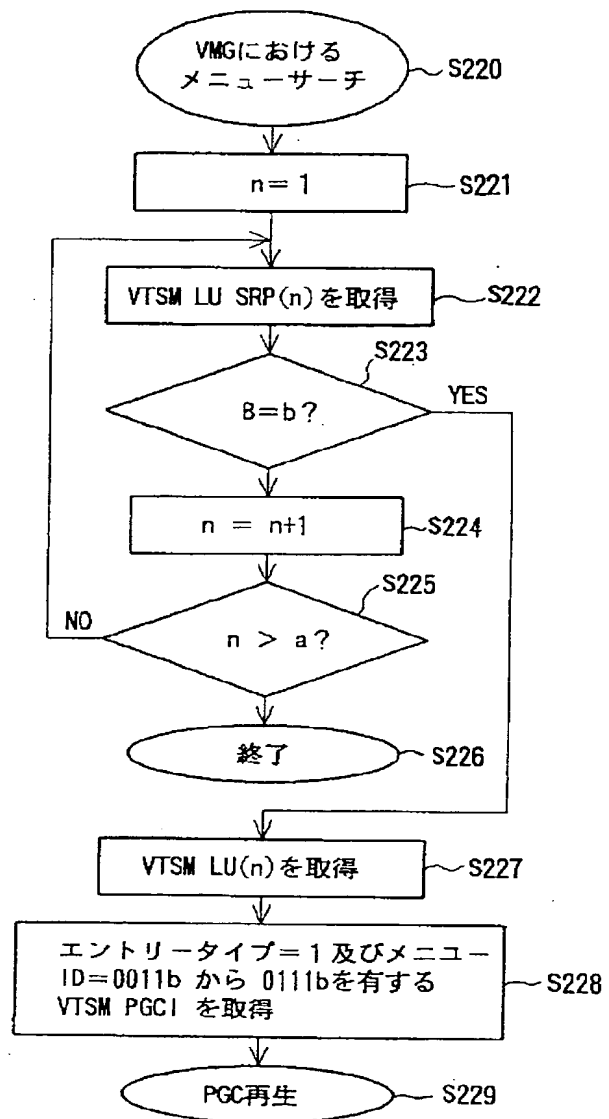 VMGにおける
メニューサーチ
S220
n=1
S221
VTSM LU SRP(n)を取得
S222
S223
B=b?
YES
n = n+1
S224
S225
NO
n > a?
終了
S226
VTSM LU(n)を取得
S227
エントリータイプ=1 及びメニュー
ID=0011b から 0111bを有する
VTSM PGCI を取得
S228
PGC再生
S229